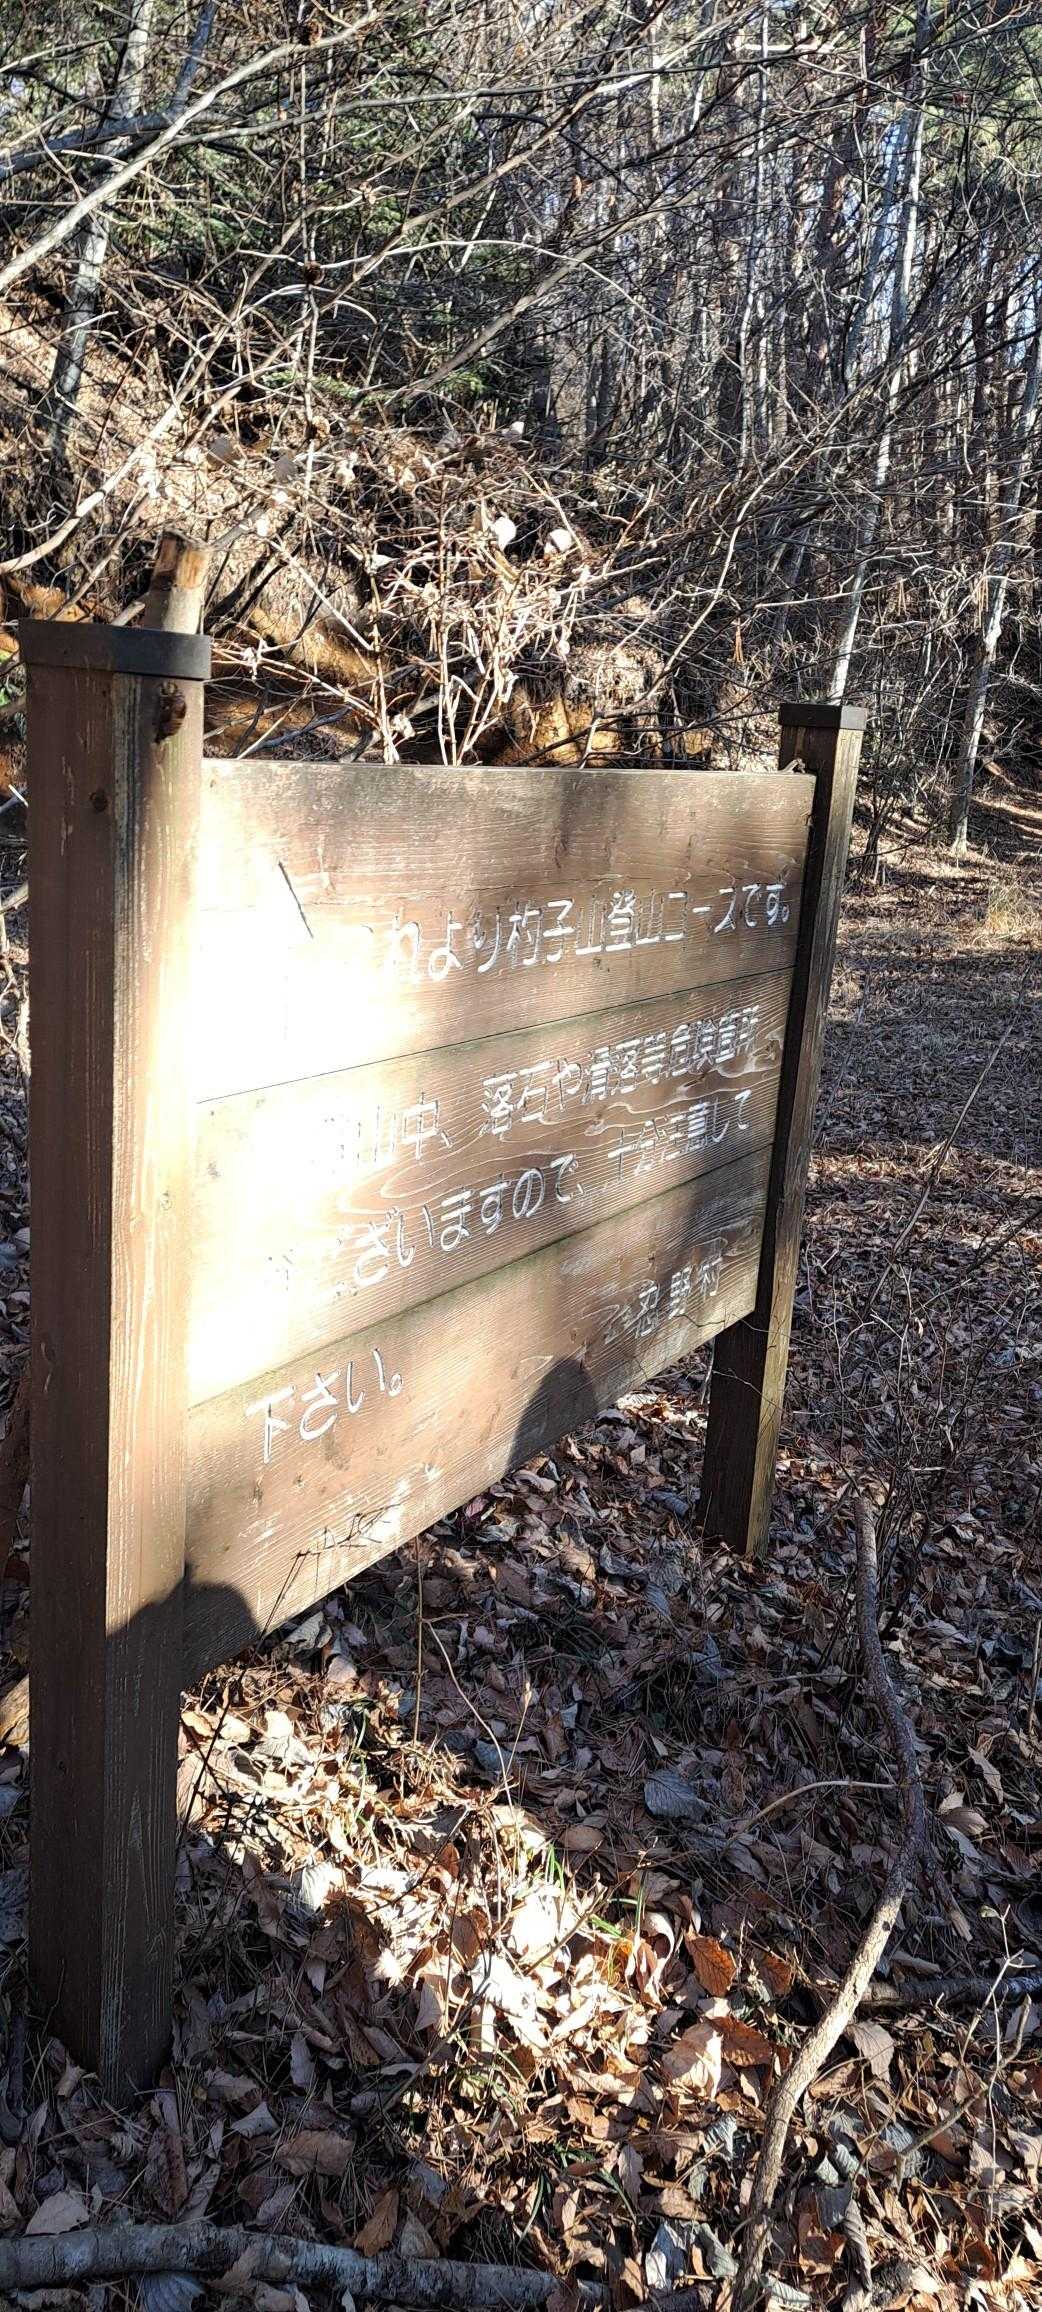 れより杓子山登山コースです。
山中、落石や滑落等危険箇所
がございますので、十分注意して
下さい。
忍野村